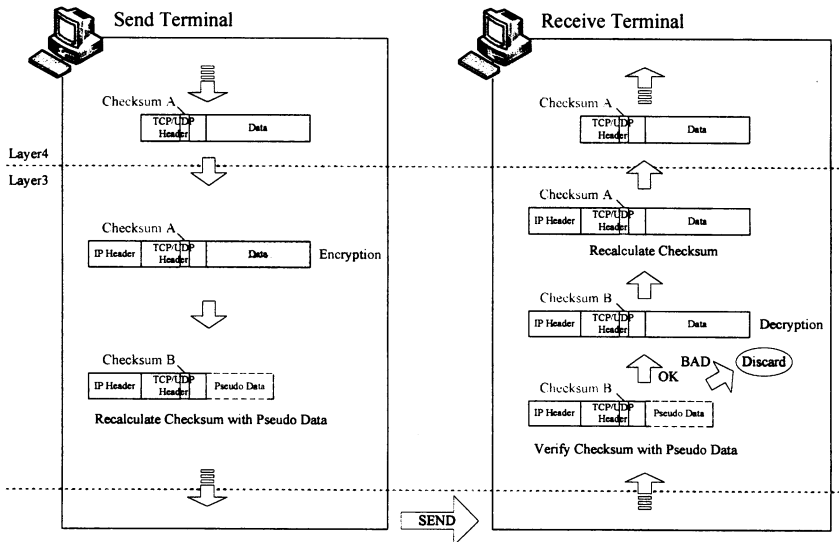 Send Terminal
Checksum A
TCP/UDP
Header
Data
Layer4
Layer3
Checksum A
IP Header
TCP/UDP
Header
Data
Encryption
Checksum B
IP Header
TCP/UDP
Header
Pseudo Data
Recalculate Checksum with Pseudo Data
SEND
Receive Terminal
Checksum A
TCP/UDP
Header
Data
Checksum A
IP Header
TCP/UDP
Header
Data
Recalculate Checksum
Checksum B
IP Header
TCP/UDP
Header
Data
Decryption
OK
BAD
Discard
Checksum B
IP Header
TCP/UDP
Header
Pseudo Data
Verify Checksum with Pseudo Data